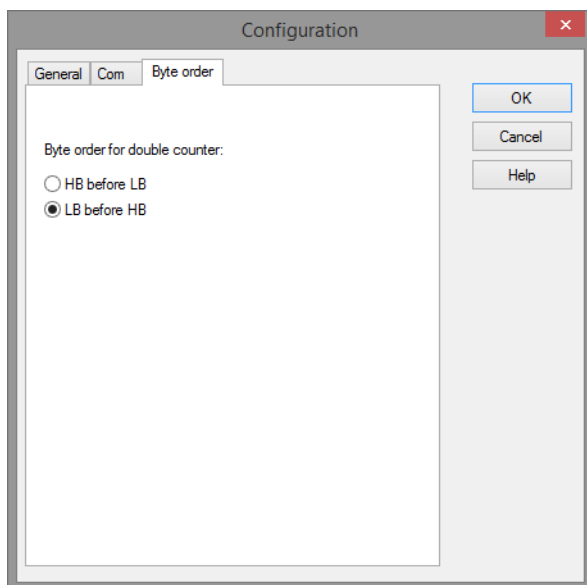 Configuration
General Com Byte order
OK
Cancel
Help
Byte order for double counter:
HB before LB
LB before HB